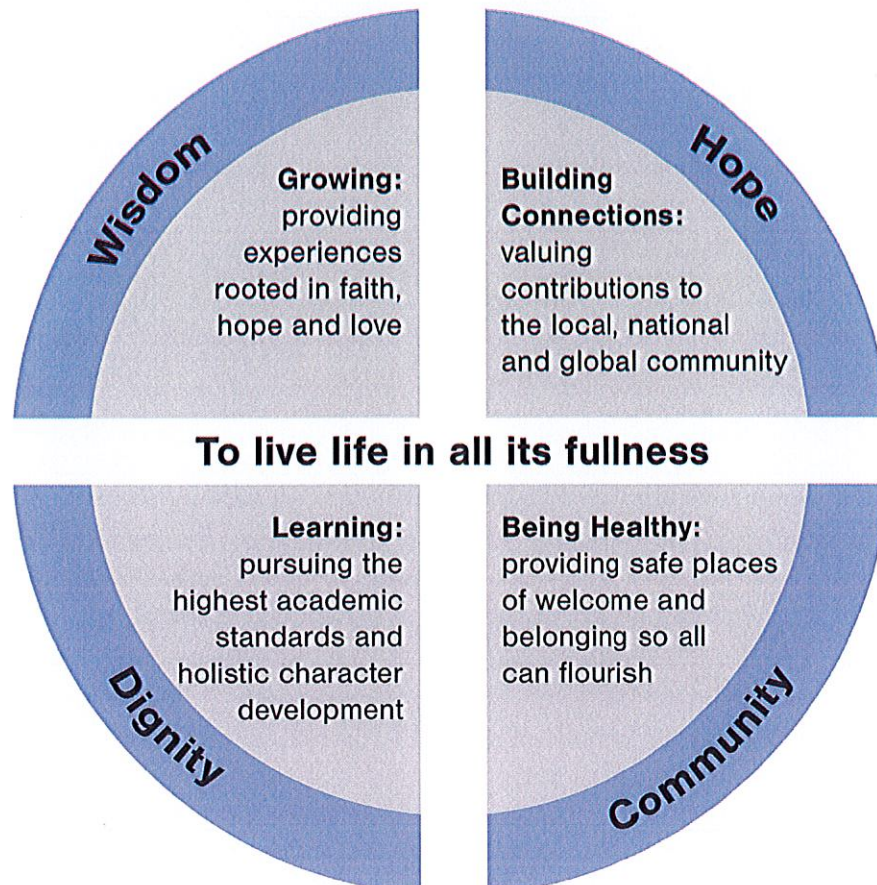 Wisdom
Growing:
providing
experiences
rooted in faith,
hope and love
Hope
Building
Connections:
valuing
contributions to
the local, national
and global community
To live life in all its fullness
Dignity
Learning:
pursuing the
highest academic
standards and
holistic character
development
Community
Being Healthy:
providing safe places
of welcome and
belonging so all
can flourish